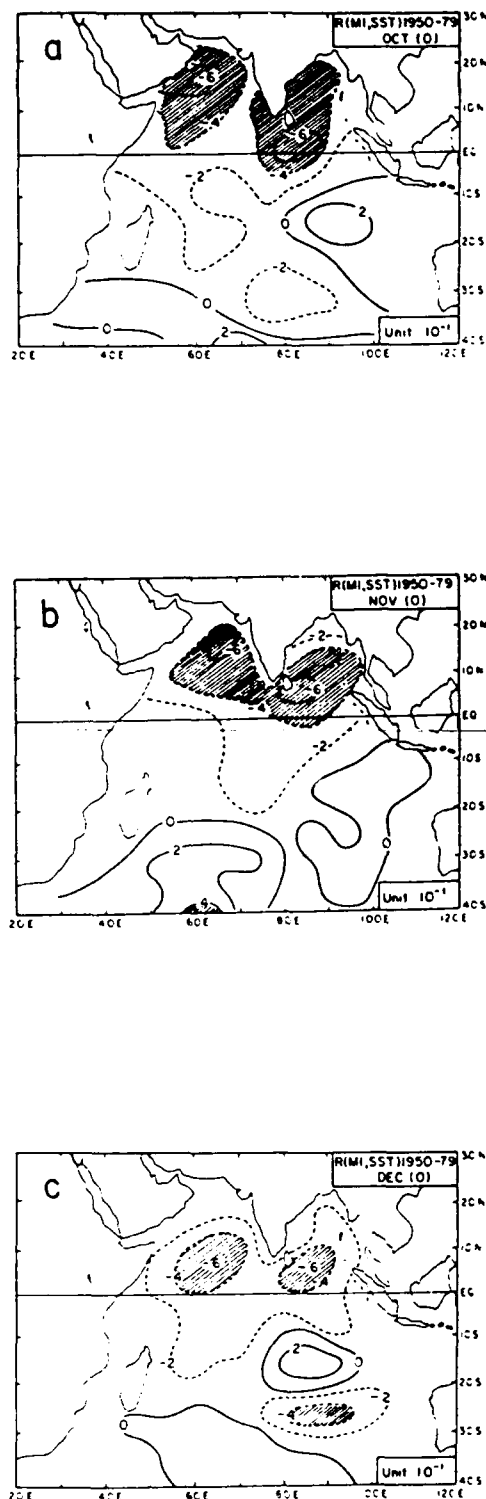 a
R(MI,SST)1950-79
OCT (0)
30N
20N
10N
EQ
10S
20S
30S
40S
-6
-4
-6
-4
-2
0
2
-2
0
0
2
Unit 10⁻¹
20E
40E
60E
80E
100E
120E
b
R(MI,SST)1950-79
NOV (0)
30N
20N
10N
EQ
10S
20S
30S
40S
-2
-6
-4
-6
-2
0
2
0
4
Unit 10⁻¹
20E
40E
60E
80E
100E
120E
c
R(MI,SST)1950-79
DEC (0)
30N
20N
10N
EQ
10S
20S
30S
40S
-4
-6
-6
-4
-2
2
0
-2
-4
0
Unit 10⁻¹
20E
40E
60E
80E
100E
120E